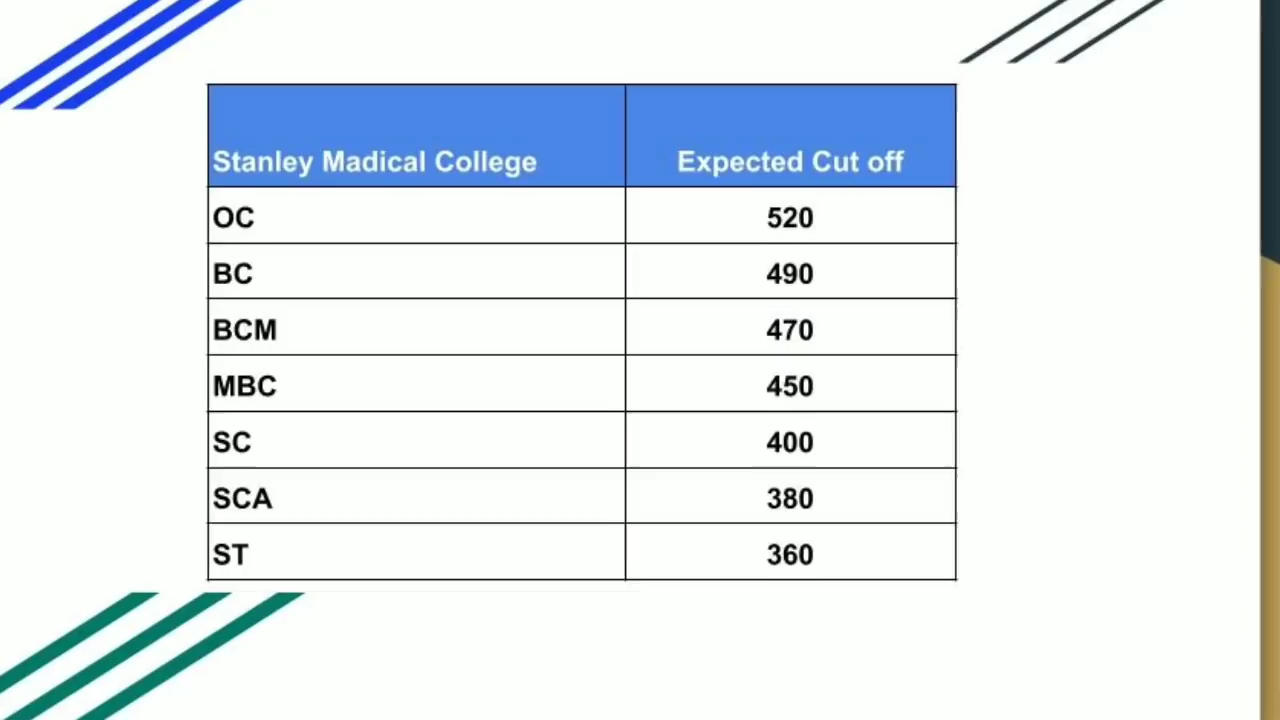 Stanley Madical College Expected Cut off
OC 520
BC 490
BCM 470
MBC 450
SC 400
SCA 380
ST 360